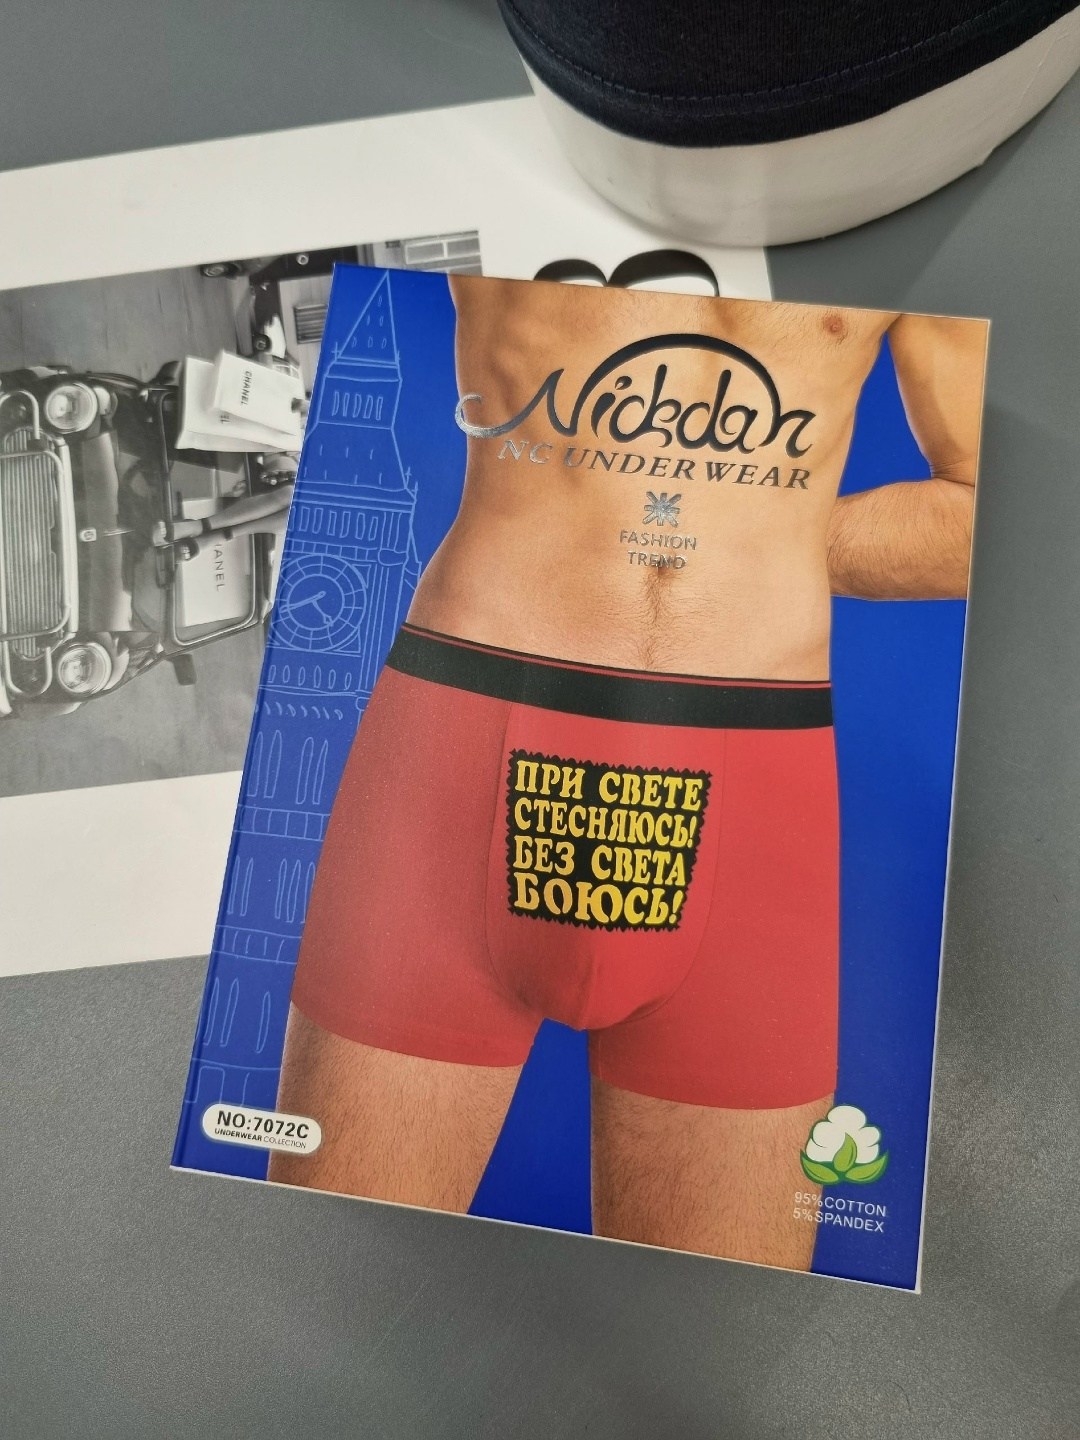 Nickdan
NC UNDERWEAR
FASHION
TREND
ПРИ СВЕТЕ
СТЕСНЯЮСЬ!
БЕЗ СВЕТА
БОЮСЬ!
NO:7072C
UNDERWEAR COLLECTION
95%COTTON
5%SPANDEX
CHANEL